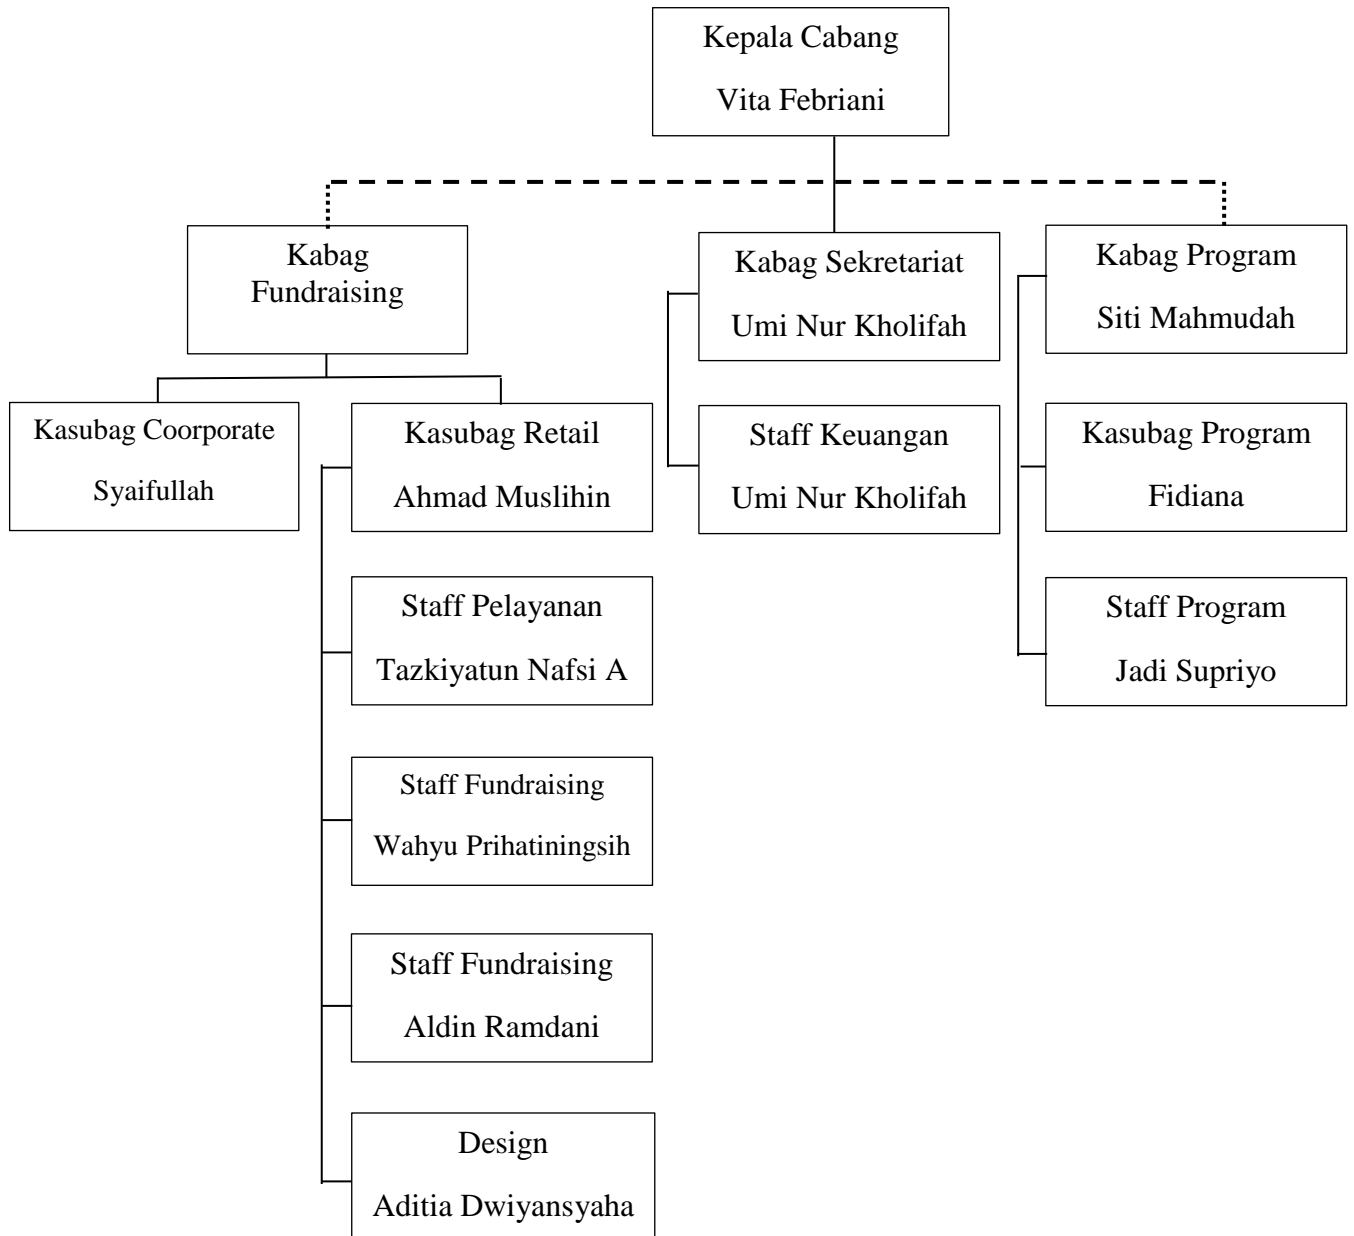 Kepala Cabang
Vita Febriani
Kabag
Fundraising
Kabag Sekretariat
Umi Nur Kholifah
Kabag Program
Siti Mahmudah
Kasubag Coorporate
Syaifullah
Kasubag Retail
Ahmad Muslihin
Staff Keuangan
Umi Nur Kholifah
Kasubag Program
Fidiana
Staff Pelayanan
Tazkiyatun Nafsi A
Staff Program
Jadi Supriyo
Staff Fundraising
Wahyu Prihatiningsih
Staff Fundraising
Aldin Ramdani
Design
Aditia Dwiyansyaha